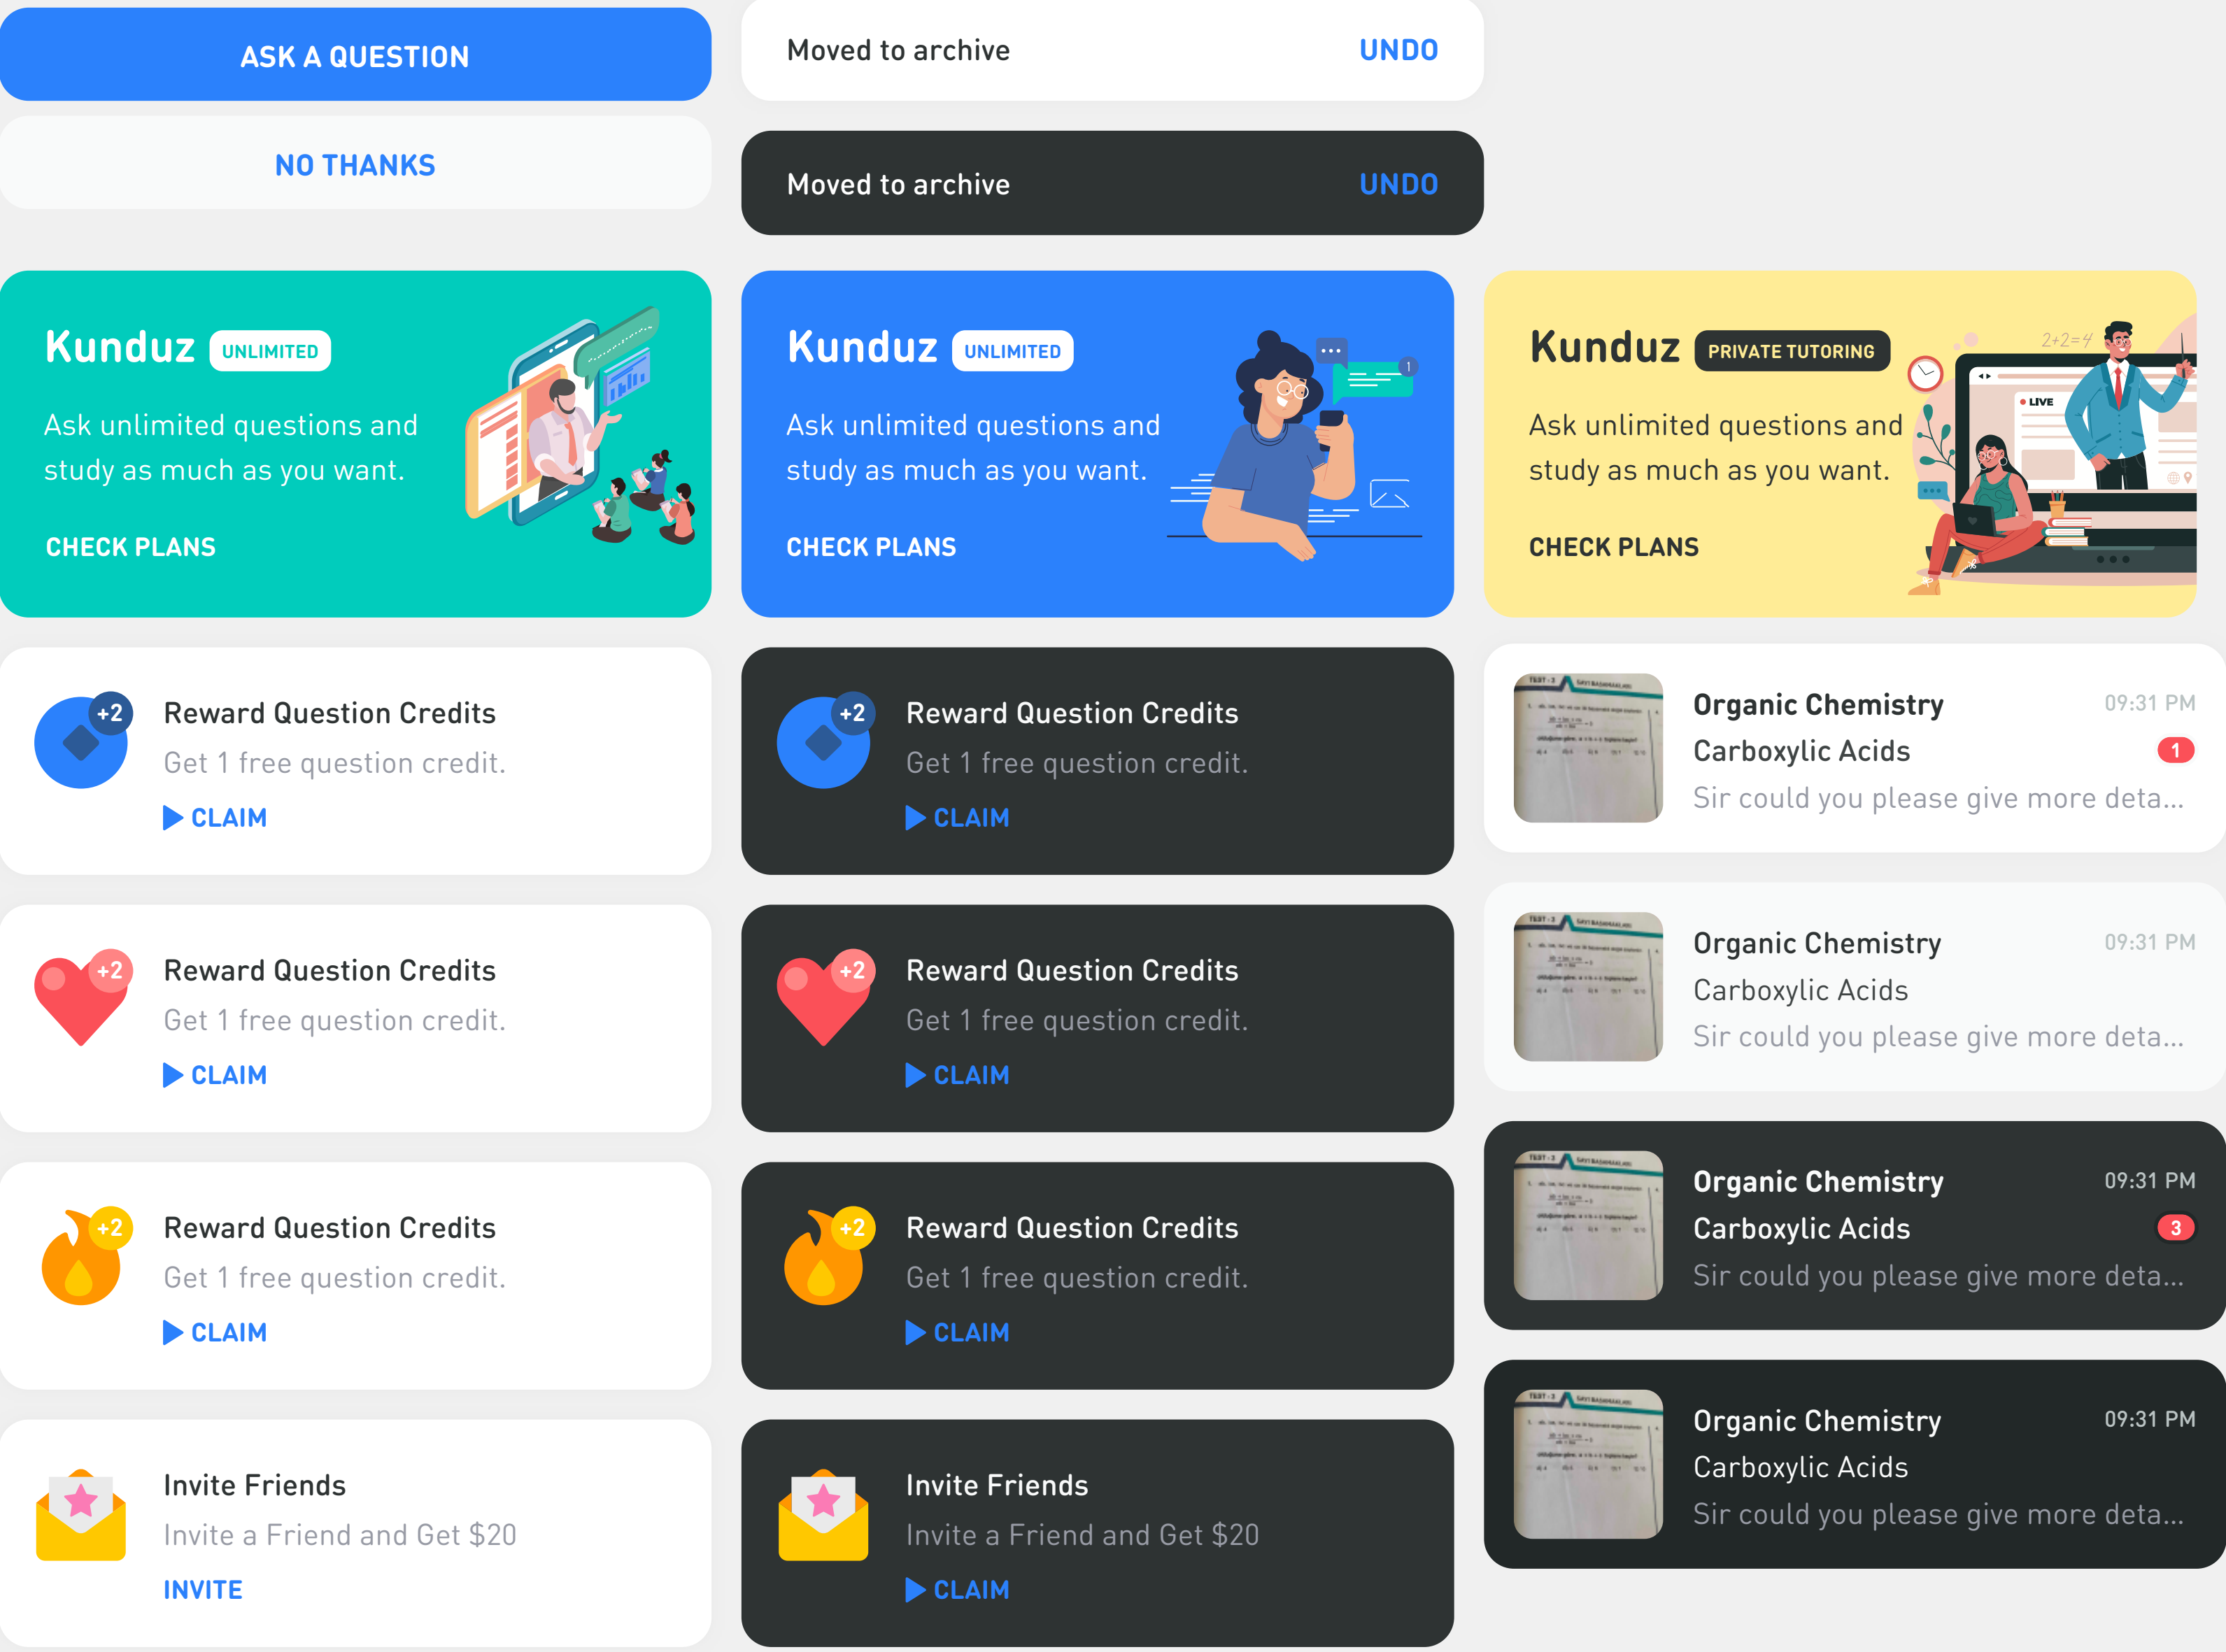 ASK A QUESTION
NO THANKS
Moved to archive
UNDO
Moved to archive
UNDO
Kunduz UNLIMITED
Ask unlimited questions and
study as much as you want.
CHECK PLANS
Kunduz UNLIMITED
Ask unlimited questions and
study as much as you want.
CHECK PLANS
1
Kunduz PRIVATE TUTORING
Ask unlimited questions and
study as much as you want.
CHECK PLANS
2+2=4
LIVE
+2
Reward Question Credits
Get 1 free question credit.
CLAIM
+2
Reward Question Credits
Get 1 free question credit.
CLAIM
TEST - 3
Organic Chemistry
09:31 PM
Carboxylic Acids
1
Sir could you please give more deta...
+2
Reward Question Credits
Get 1 free question credit.
CLAIM
+2
Reward Question Credits
Get 1 free question credit.
CLAIM
TEST - 3
Organic Chemistry
09:31 PM
Carboxylic Acids
Sir could you please give more deta...
+2
Reward Question Credits
Get 1 free question credit.
CLAIM
+2
Reward Question Credits
Get 1 free question credit.
CLAIM
TEST - 3
Organic Chemistry
09:31 PM
Carboxylic Acids
3
Sir could you please give more deta...
Invite Friends
Invite a Friend and Get $20
INVITE
Invite Friends
Invite a Friend and Get $20
CLAIM
TEST - 3
Organic Chemistry
09:31 PM
Carboxylic Acids
Sir could you please give more deta...